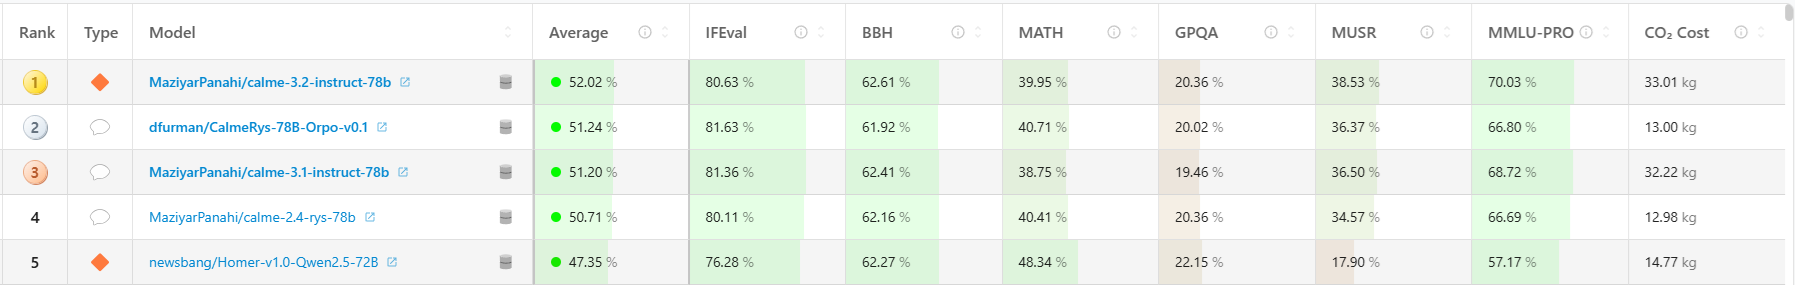 Rank Type Model Average IFEval BBH MATH GPQA MUSR MMLU-PRO CO₂ Cost
1 MaziyarPanahi/calme-3.2-instruct-78b 52.02 % 80.63 % 62.61 % 39.95 % 20.36 % 38.53 % 70.03 % 33.01 kg
2 dfurman/CalmeRys-78B-Orpo-v0.1 51.24 % 81.63 % 61.92 % 40.71 % 20.02 % 36.37 % 66.80 % 13.00 kg
3 MaziyarPanahi/calme-3.1-instruct-78b 51.20 % 81.36 % 62.41 % 38.75 % 19.46 % 36.50 % 68.72 % 32.22 kg
4 MaziyarPanahi/calme-2.4-rys-78b 50.71 % 80.11 % 62.16 % 40.41 % 20.36 % 34.57 % 66.69 % 12.98 kg
5 newsbang/Homer-v1.0-Qwen2.5-72B 47.35 % 76.28 % 62.27 % 48.34 % 22.15 % 17.90 % 57.17 % 14.77 kg